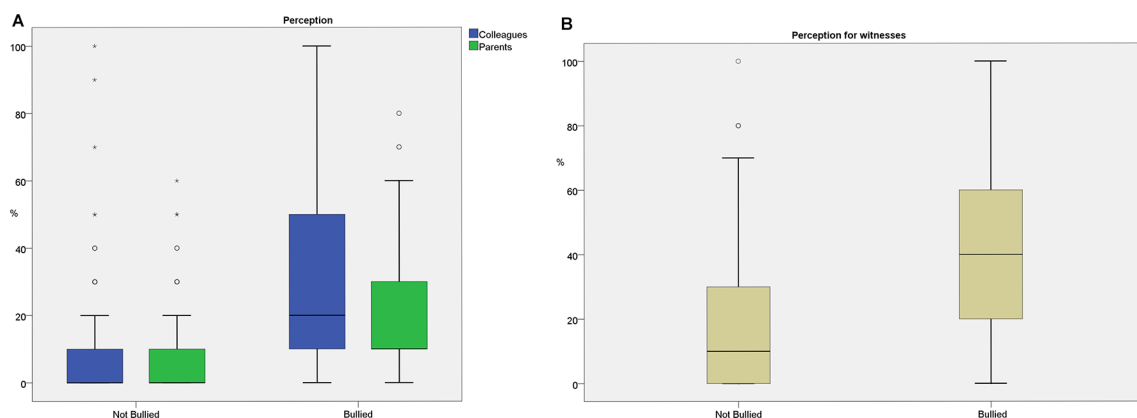 A
Perception
Colleagues
Parents
100
80
60
40
20
0
%
Not Bullied
Bullied
B
Perception for witnesses
100
80
60
40
20
0
%
Not Bullied
Bullied